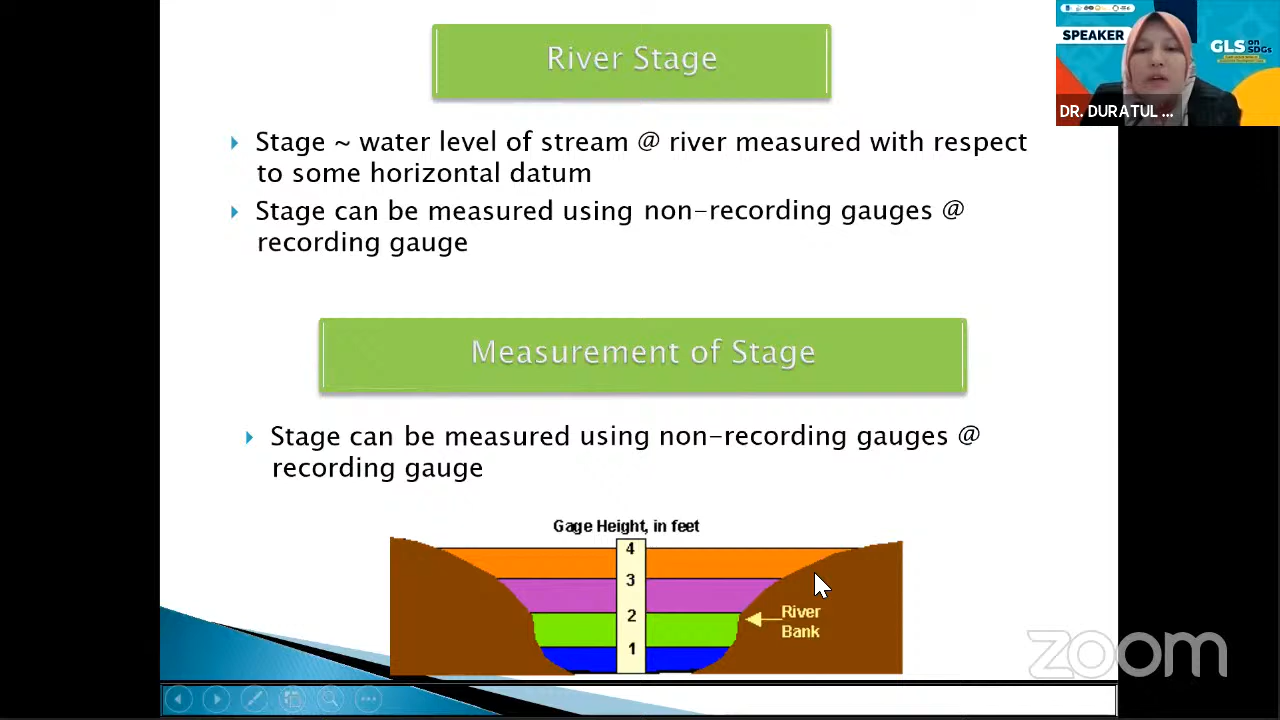 River Stage
SPEAKER
GLS on SDGs
DR. DURATUL ...
Stage ~ water level of stream @ river measured with respect
to some horizontal datum
Stage can be measured using non-recording gauges @
recording gauge
Measurement of Stage
Stage can be measured using non-recording gauges @
recording gauge
Gage Height, in feet
4
3
2
1
River
Bank
zoom